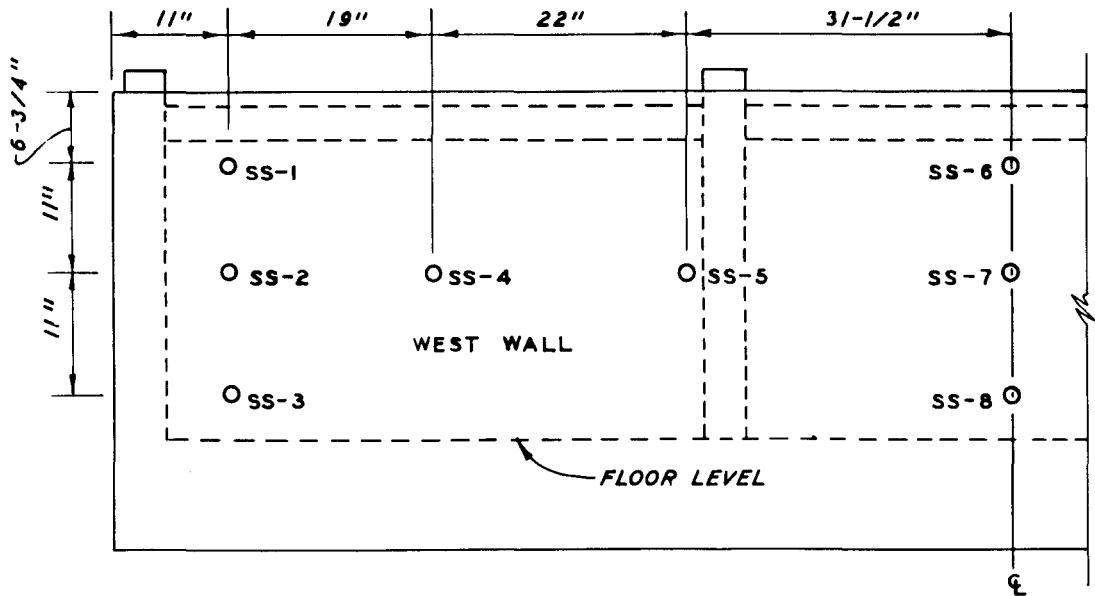 11" 19" 22" 31-1/2"
6-3/4"
SS-1 SS-6
11"
SS-2 SS-4 SS-5 SS-7
11"
WEST WALL
SS-3 SS-8
FLOOR LEVEL
℄